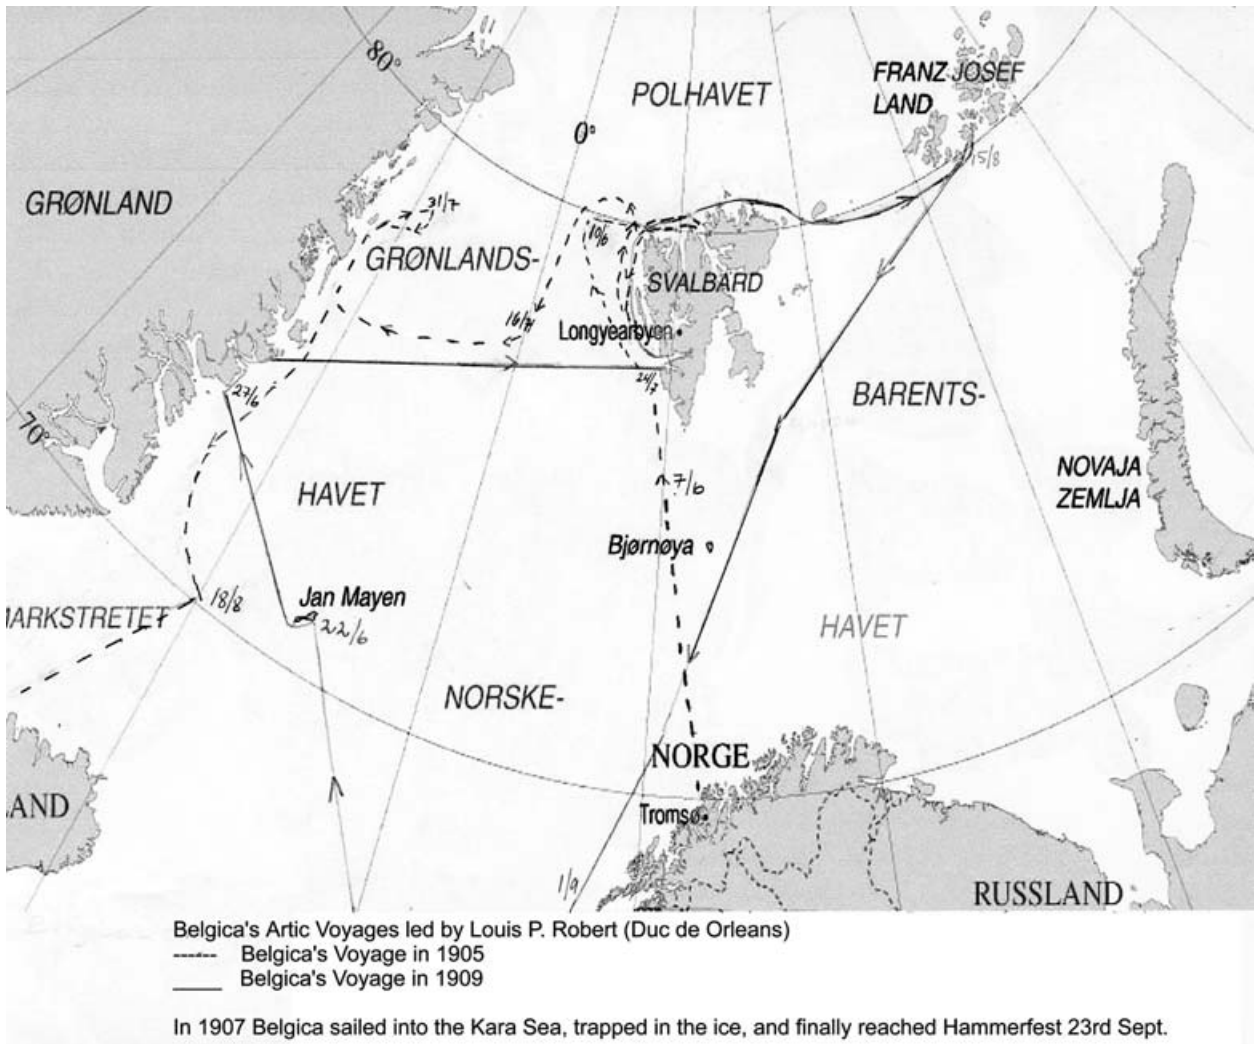 80°
FRANZ JOSEF
LAND
POLHAVET
0°
15/8
GRØNLAND
31/7
10/6
GRØNLANDS-
SVALBARD
16/7
Longyearbyen
24/7
27/6
BARENTS-
70°
NOVAJA
ZEMLJA
HAVET
7/6
Bjørnøya
18/8
Jan Mayen
ARKSTRETET
22/6
HAVET
NORSKE-
NORGE
LAND
Tromsø
1/9
RUSSLAND
Belgica's Artic Voyages led by Louis P. Robert (Duc de Orleans)
Belgica's Voyage in 1905
Belgica's Voyage in 1909
In 1907 Belgica sailed into the Kara Sea, trapped in the ice, and finally reached Hammerfest 23rd Sept.